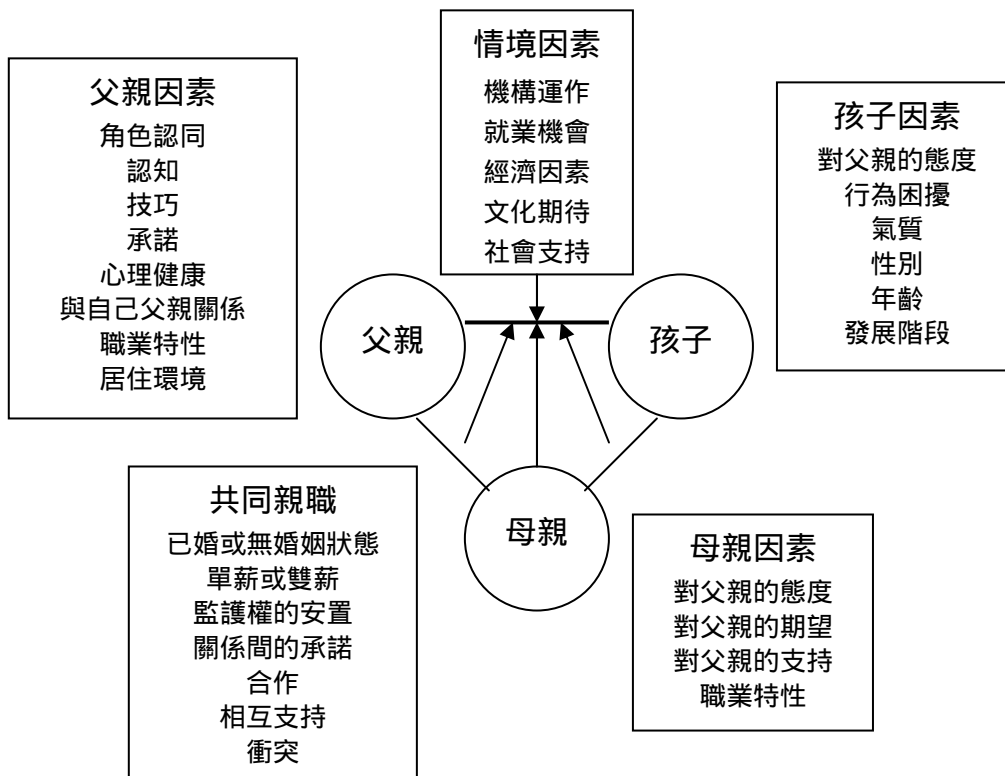 情境因素
機構運作
就業機會
經濟因素
文化期待
社會支持
父親因素
角色認同
認知
技巧
承諾
心理健康
與自己父親關係
職業特性
居住環境
孩子因素
對父親的態度
行為困擾
氣質
性別
年齡
發展階段
父親
孩子
母親
共同親職
已婚或無婚姻狀態
單薪或雙薪
監護權的安置
關係間的承諾
合作
相互支持
衝突
母親因素
對父親的態度
對父親的期望
對父親的支持
職業特性